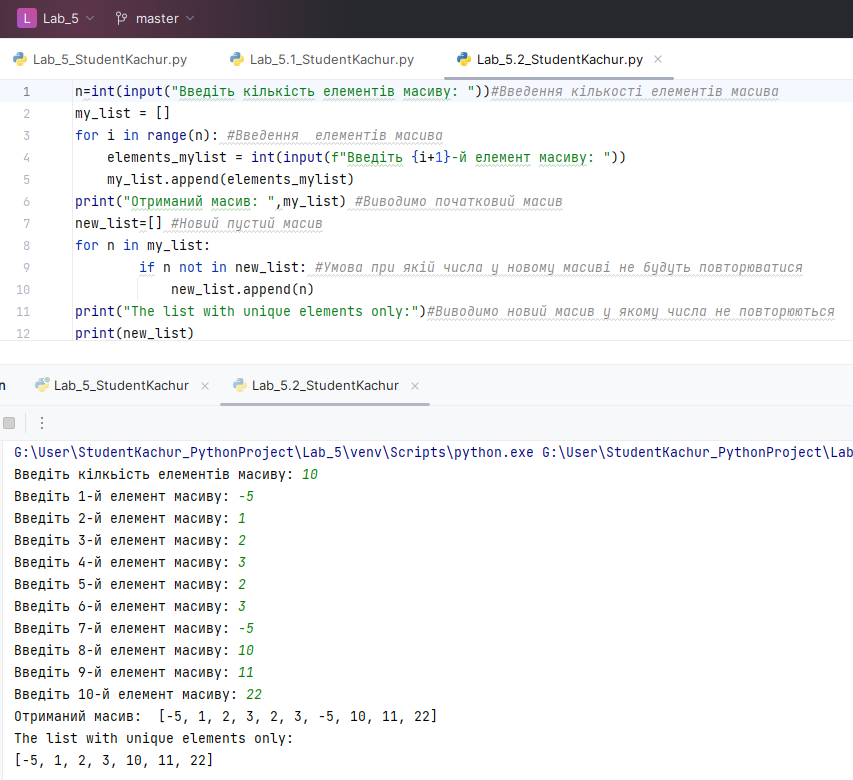 L Lab_5 master
Lab_5_StudentKachur.py Lab_5.1_StudentKachur.py Lab_5.2_StudentKachur.py
1 n=int(input("Введіть кількість елементів масиву: "))#Введення кількості елементів масива
2 my_list = []
3 for i in range(n): #Введення  елементів масива
4     elements_mylist = int(input(f"Введіть {i+1}-й елемент масиву: "))
5     my_list.append(elements_mylist)
6 print("Отриманий масив: ",my_list) #Виводимо початковий масив
7 new_list=[] #Новий пустий масив
8 for n in my_list:
9         if n not in new_list: #Умова при якій числа у новому масиві не будуть повторюватися
10             new_list.append(n)
11 print("The list with unique elements only:")#Виводимо новий масив у якому числа не повторюються
12 print(new_list)
n Lab_5_StudentKachur Lab_5.2_StudentKachur
G:\User\StudentKachur_PythonProject\Lab_5\venv\Scripts\python.exe G:\User\StudentKachur_PythonProject\Lab
Введіть кількьість елементів масиву: 10
Введіть 1-й елемент масиву: -5
Введіть 2-й елемент масиву: 1
Введіть 3-й елемент масиву: 2
Введіть 4-й елемент масиву: 3
Введіть 5-й елемент масиву: 2
Введіть 6-й елемент масиву: 3
Введіть 7-й елемент масиву: -5
Введіть 8-й елемент масиву: 10
Введіть 9-й елемент масиву: 11
Введіть 10-й елемент масиву: 22
Отриманий масив:  [-5, 1, 2, 3, 2, 3, -5, 10, 11, 22]
The list with unique elements only:
[-5, 1, 2, 3, 10, 11, 22]